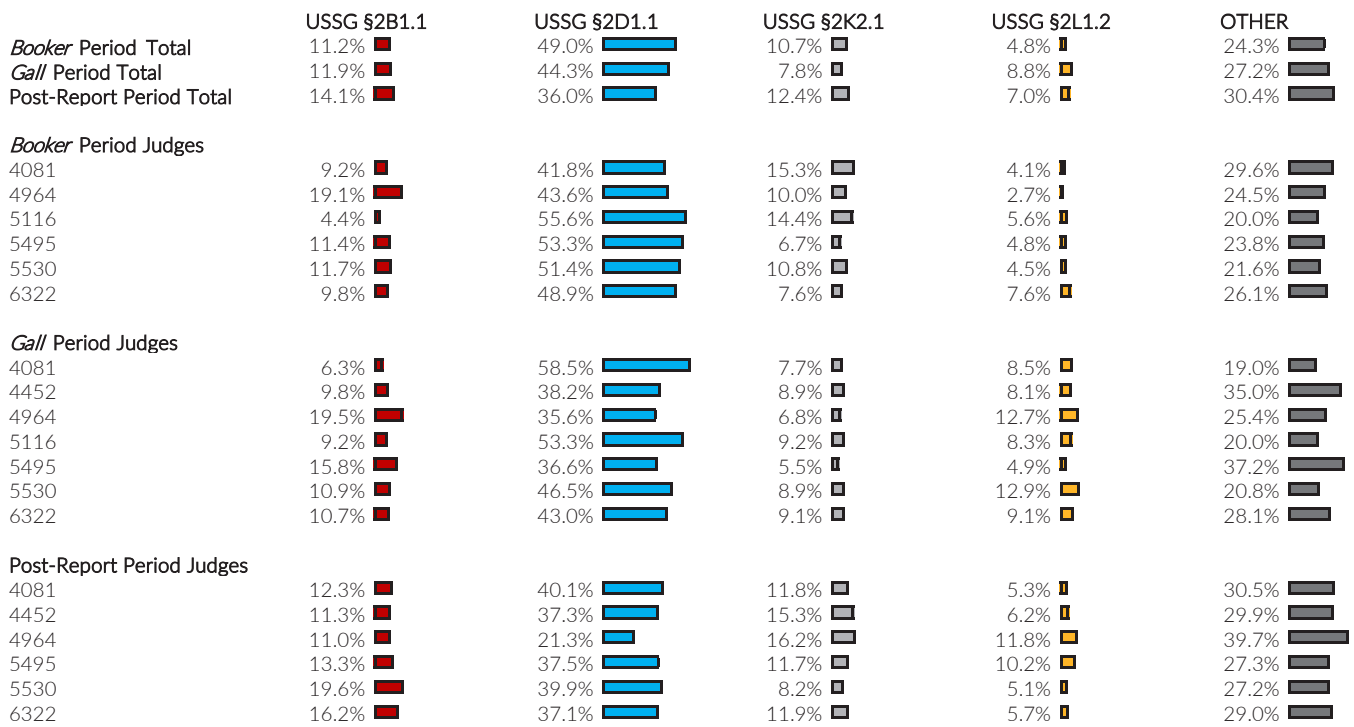 USSG §2B1.1 USSG §2D1.1 USSG §2K2.1 USSG §2L1.2 OTHER
Booker Period Total 11.2% 49.0% 10.7% 4.8% 24.3%
Gall Period Total 11.9% 44.3% 7.8% 8.8% 27.2%
Post-Report Period Total 14.1% 36.0% 12.4% 7.0% 30.4%
Booker Period Judges
4081 9.2% 41.8% 15.3% 4.1% 29.6%
4964 19.1% 43.6% 10.0% 2.7% 24.5%
5116 4.4% 55.6% 14.4% 5.6% 20.0%
5495 11.4% 53.3% 6.7% 4.8% 23.8%
5530 11.7% 51.4% 10.8% 4.5% 21.6%
6322 9.8% 48.9% 7.6% 7.6% 26.1%
Gall Period Judges
4081 6.3% 58.5% 7.7% 8.5% 19.0%
4452 9.8% 38.2% 8.9% 8.1% 35.0%
4964 19.5% 35.6% 6.8% 12.7% 25.4%
5116 9.2% 53.3% 9.2% 8.3% 20.0%
5495 15.8% 36.6% 5.5% 4.9% 37.2%
5530 10.9% 46.5% 8.9% 12.9% 20.8%
6322 10.7% 43.0% 9.1% 9.1% 28.1%
Post-Report Period Judges
4081 12.3% 40.1% 11.8% 5.3% 30.5%
4452 11.3% 37.3% 15.3% 6.2% 29.9%
4964 11.0% 21.3% 16.2% 11.8% 39.7%
5495 13.3% 37.5% 11.7% 10.2% 27.3%
5530 19.6% 39.9% 8.2% 5.1% 27.2%
6322 16.2% 37.1% 11.9% 5.7% 29.0%